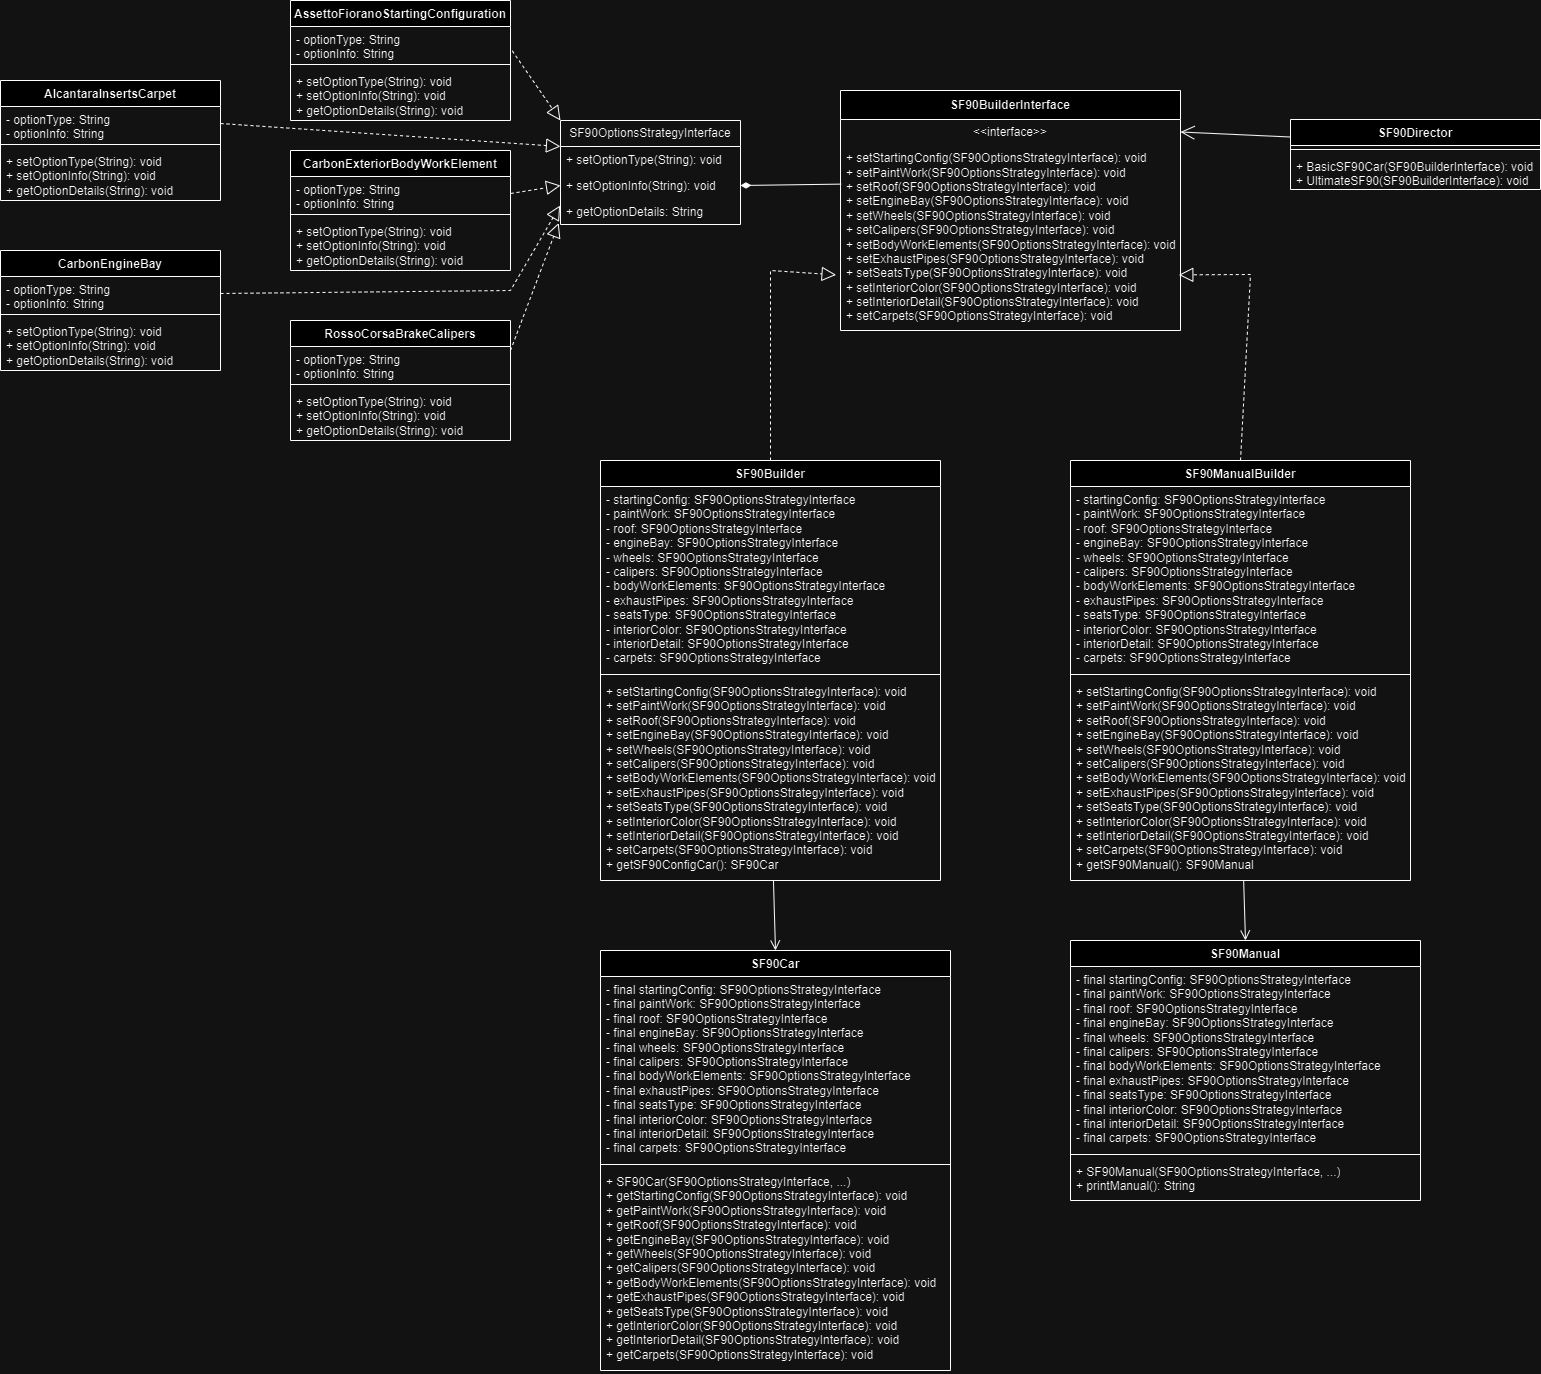 AssettoFioranoStartingConfiguration
- optionType: String
- optionInfo: String
+ setOptionType(String): void
+ setOptionInfo(String): void
+ getOptionDetails(String): void
AlcantaraInsertsCarpet
- optionType: String
- optionInfo: String
+ setOptionType(String): void
+ setOptionInfo(String): void
+ getOptionDetails(String): void
CarbonExteriorBodyWorkElement
- optionType: String
- optionInfo: String
+ setOptionType(String): void
+ setOptionInfo(String): void
+ getOptionDetails(String): void
CarbonEngineBay
- optionType: String
- optionInfo: String
+ setOptionType(String): void
+ setOptionInfo(String): void
+ getOptionDetails(String): void
RossoCorsaBrakeCalipers
- optionType: String
- optionInfo: String
+ setOptionType(String): void
+ setOptionInfo(String): void
+ getOptionDetails(String): void
SF90OptionsStrategyInterface
+ setOptionType(String): void
+ setOptionInfo(String): void
+ getOptionDetails: String
SF90BuilderInterface
<<interface>>
+ setStartingConfig(SF90OptionsStrategyInterface): void
+ setPaintWork(SF90OptionsStrategyInterface): void
+ setRoof(SF90OptionsStrategyInterface): void
+ setEngineBay(SF90OptionsStrategyInterface): void
+ setWheels(SF90OptionsStrategyInterface): void
+ setCalipers(SF90OptionsStrategyInterface): void
+ setBodyWorkElements(SF90OptionsStrategyInterface): void
+ setExhaustPipes(SF90OptionsStrategyInterface): void
+ setSeatsType(SF90OptionsStrategyInterface): void
+ setInteriorColor(SF90OptionsStrategyInterface): void
+ setInteriorDetail(SF90OptionsStrategyInterface): void
+ setCarpets(SF90OptionsStrategyInterface): void
SF90Director
+ BasicSF90Car(SF90BuilderInterface): void
+ UltimateSF90(SF90BuilderInterface): void
SF90Builder
- startingConfig: SF90OptionsStrategyInterface
- paintWork: SF90OptionsStrategyInterface
- roof: SF90OptionsStrategyInterface
- engineBay: SF90OptionsStrategyInterface
- wheels: SF90OptionsStrategyInterface
- calipers: SF90OptionsStrategyInterface
- bodyWorkElements: SF90OptionsStrategyInterface
- exhaustPipes: SF90OptionsStrategyInterface
- seatsType: SF90OptionsStrategyInterface
- interiorColor: SF90OptionsStrategyInterface
- interiorDetail: SF90OptionsStrategyInterface
- carpets: SF90OptionsStrategyInterface
+ setStartingConfig(SF90OptionsStrategyInterface): void
+ setPaintWork(SF90OptionsStrategyInterface): void
+ setRoof(SF90OptionsStrategyInterface): void
+ setEngineBay(SF90OptionsStrategyInterface): void
+ setWheels(SF90OptionsStrategyInterface): void
+ setCalipers(SF90OptionsStrategyInterface): void
+ setBodyWorkElements(SF90OptionsStrategyInterface): void
+ setExhaustPipes(SF90OptionsStrategyInterface): void
+ setSeatsType(SF90OptionsStrategyInterface): void
+ setInteriorColor(SF90OptionsStrategyInterface): void
+ setInteriorDetail(SF90OptionsStrategyInterface): void
+ setCarpets(SF90OptionsStrategyInterface): void
+ getSF90ConfigCar(): SF90Car
SF90ManualBuilder
- startingConfig: SF90OptionsStrategyInterface
- paintWork: SF90OptionsStrategyInterface
- roof: SF90OptionsStrategyInterface
- engineBay: SF90OptionsStrategyInterface
- wheels: SF90OptionsStrategyInterface
- calipers: SF90OptionsStrategyInterface
- bodyWorkElements: SF90OptionsStrategyInterface
- exhaustPipes: SF90OptionsStrategyInterface
- seatsType: SF90OptionsStrategyInterface
- interiorColor: SF90OptionsStrategyInterface
- interiorDetail: SF90OptionsStrategyInterface
- carpets: SF90OptionsStrategyInterface
+ setStartingConfig(SF90OptionsStrategyInterface): void
+ setPaintWork(SF90OptionsStrategyInterface): void
+ setRoof(SF90OptionsStrategyInterface): void
+ setEngineBay(SF90OptionsStrategyInterface): void
+ setWheels(SF90OptionsStrategyInterface): void
+ setCalipers(SF90OptionsStrategyInterface): void
+ setBodyWorkElements(SF90OptionsStrategyInterface): void
+ setExhaustPipes(SF90OptionsStrategyInterface): void
+ setSeatsType(SF90OptionsStrategyInterface): void
+ setInteriorColor(SF90OptionsStrategyInterface): void
+ setInteriorDetail(SF90OptionsStrategyInterface): void
+ setCarpets(SF90OptionsStrategyInterface): void
+ getSF90Manual(): SF90Manual
SF90Car
- final startingConfig: SF90OptionsStrategyInterface
- final paintWork: SF90OptionsStrategyInterface
- final roof: SF90OptionsStrategyInterface
- final engineBay: SF90OptionsStrategyInterface
- final wheels: SF90OptionsStrategyInterface
- final calipers: SF90OptionsStrategyInterface
- final bodyWorkElements: SF90OptionsStrategyInterface
- final exhaustPipes: SF90OptionsStrategyInterface
- final seatsType: SF90OptionsStrategyInterface
- final interiorColor: SF90OptionsStrategyInterface
- final interiorDetail: SF90OptionsStrategyInterface
- final carpets: SF90OptionsStrategyInterface
+ SF90Car(SF90OptionsStrategyInterface, ...)
+ getStartingConfig(SF90OptionsStrategyInterface): void
+ getPaintWork(SF90OptionsStrategyInterface): void
+ getRoof(SF90OptionsStrategyInterface): void
+ getEngineBay(SF90OptionsStrategyInterface): void
+ getWheels(SF90OptionsStrategyInterface): void
+ getCalipers(SF90OptionsStrategyInterface): void
+ getBodyWorkElements(SF90OptionsStrategyInterface): void
+ getExhaustPipes(SF90OptionsStrategyInterface): void
+ getSeatsType(SF90OptionsStrategyInterface): void
+ getInteriorColor(SF90OptionsStrategyInterface): void
+ getInteriorDetail(SF90OptionsStrategyInterface): void
+ getCarpets(SF90OptionsStrategyInterface): void
SF90Manual
- final startingConfig: SF90OptionsStrategyInterface
- final paintWork: SF90OptionsStrategyInterface
- final roof: SF90OptionsStrategyInterface
- final engineBay: SF90OptionsStrategyInterface
- final wheels: SF90OptionsStrategyInterface
- final calipers: SF90OptionsStrategyInterface
- final bodyWorkElements: SF90OptionsStrategyInterface
- final exhaustPipes: SF90OptionsStrategyInterface
- final seatsType: SF90OptionsStrategyInterface
- final interiorColor: SF90OptionsStrategyInterface
- final interiorDetail: SF90OptionsStrategyInterface
- final carpets: SF90OptionsStrategyInterface
+ SF90Manual(SF90OptionsStrategyInterface, ...)
+ printManual(): String